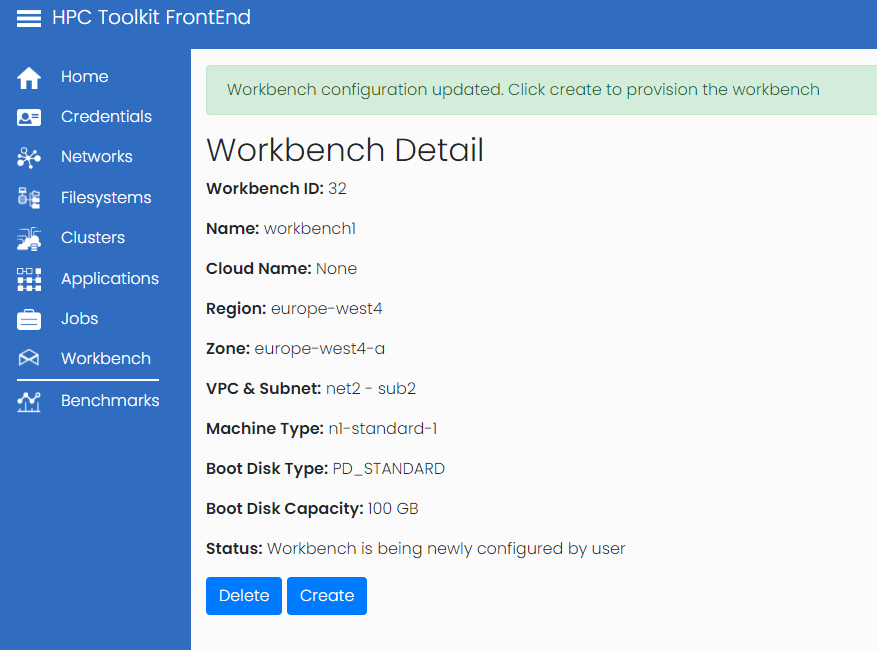 HPC Toolkit FrontEnd
Home
Credentials
Networks
Filesystems
Clusters
Applications
Jobs
Workbench
Benchmarks
Workbench configuration updated. Click create to provision the workbench
Workbench Detail
Workbench ID: 32
Name: workbench1
Cloud Name: None
Region: europe-west4
Zone: europe-west4-a
VPC & Subnet: net2 - sub2
Machine Type: n1-standard-1
Boot Disk Type: PD_STANDARD
Boot Disk Capacity: 100 GB
Status: Workbench is being newly configured by user
Delete Create